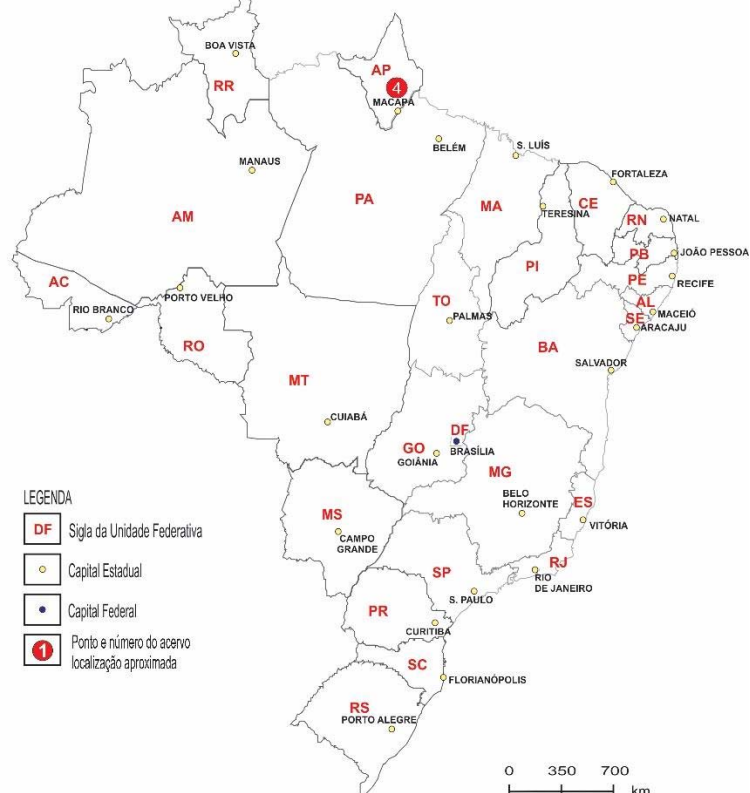 BOA VISTA
RR
AP
4
MACAPÁ
BELÉM
S. LUÍS
MANAUS
FORTALEZA
AM
PA
MA
TERESINA
CE
RN
NATAL
PB
JOÃO PESSOA
PI
PE
RECIFE
AC
PORTO VELHO
RIO BRANCO
TO
PALMAS
AL
MACEIÓ
SE
ARACAJU
RO
BA
SALVADOR
MT
CUIABÁ
DF
BRASÍLIA
GO
GOIÂNIA
MG
BELO
HORIZONTE
ES
VITÓRIA
MS
CAMPO
GRANDE
SP
S. PAULO
RJ
RIO
DE JANEIRO
PR
CURITIBA
SC
FLORIANÓPOLIS
RS
PORTO ALEGRE
LEGENDA
DF Sigla da Unidade Federativa
Capital Estadual
Capital Federal
1 Ponto e número do acervo
localização aproximada
0 350 700
km